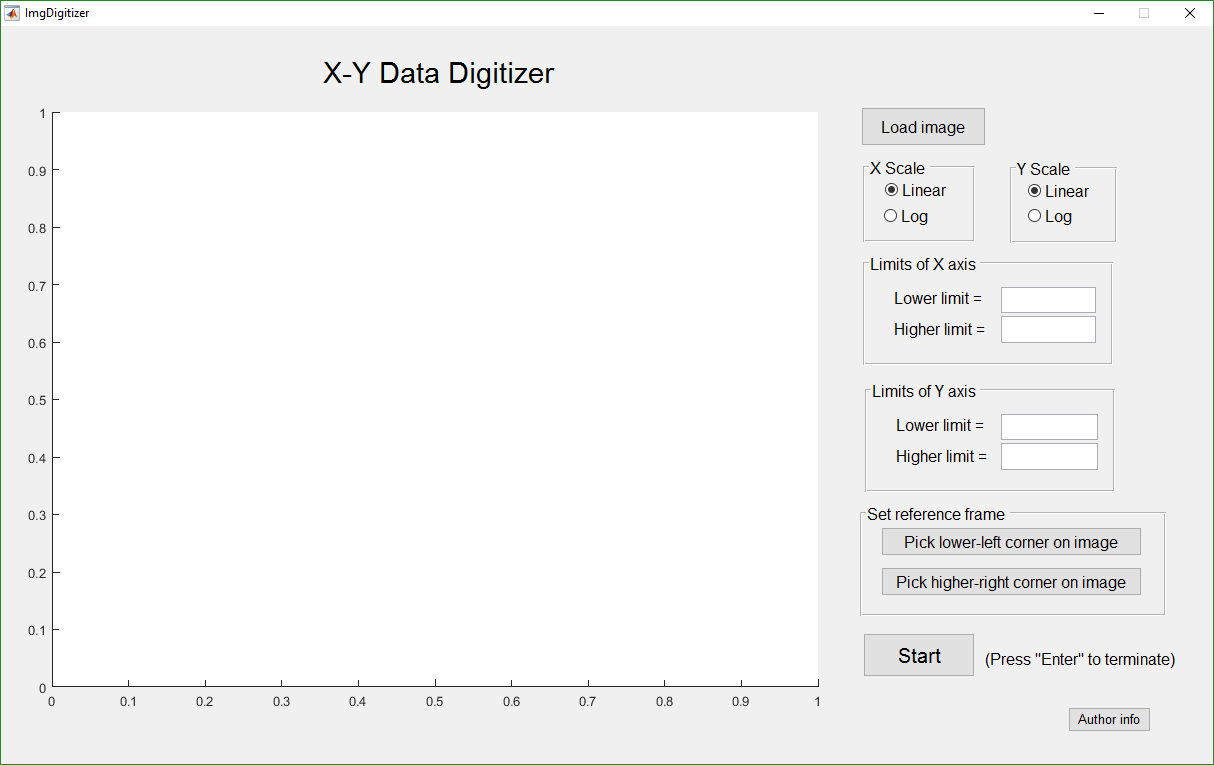 ImgDigitizer
X-Y Data Digitizer
1
0.9
0.8
0.7
0.6
0.5
0.4
0.3
0.2
0.1
0
0 0.1 0.2 0.3 0.4 0.5 0.6 0.7 0.8 0.9 1
Load image
X Scale
Linear
Log
Y Scale
Linear
Log
Limits of X axis
Lower limit =
Higher limit =
Limits of Y axis
Lower limit =
Higher limit =
Set reference frame
Pick lower-left corner on image
Pick higher-right corner on image
Start (Press "Enter" to terminate)
Author info